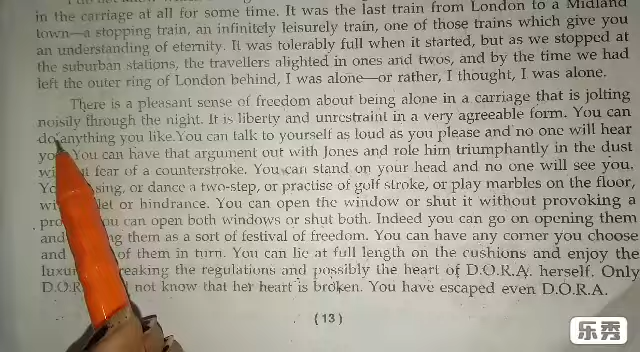 in the carriage at all for some time. It was the last train from London to a Midland
town—a stopping train, an infinitely leisurely train, one of those trains which give you
an understanding of eternity. It was tolerably full when it started, but as we stopped at
the suburban stations, the travellers alighted in ones and twos, and by the time we had
left the outer ring of London behind, I was alone—or rather, I thought, I was alone.
There is a pleasant sense of freedom about being alone in a carriage that is jolting
noisily through the night. It is liberty and unrestraint in a very agreeable form. You can
do anything you like.You can talk to yourself as loud as you please and no one will hear
You can have that argument out with Jones and role him triumphantly in the dust
fear of a counterstroke. You can stand on your head and no one will see you.
sing, or dance a two-step, or practise of golf stroke, or play marbles on the floor,
let or hindrance. You can open the window or shut it without provoking a
can open both windows or shut both. Indeed you can go on opening them
and them as a sort of festival of freedom. You can have any corner you choose
and of them in turn. You can lie at full length on the cushions and enjoy the
the regulations and possibly the heart of D.O.R.A. herself. Only
not know that her heart is broken. You have escaped even D.O.R.A.
(13)
乐秀